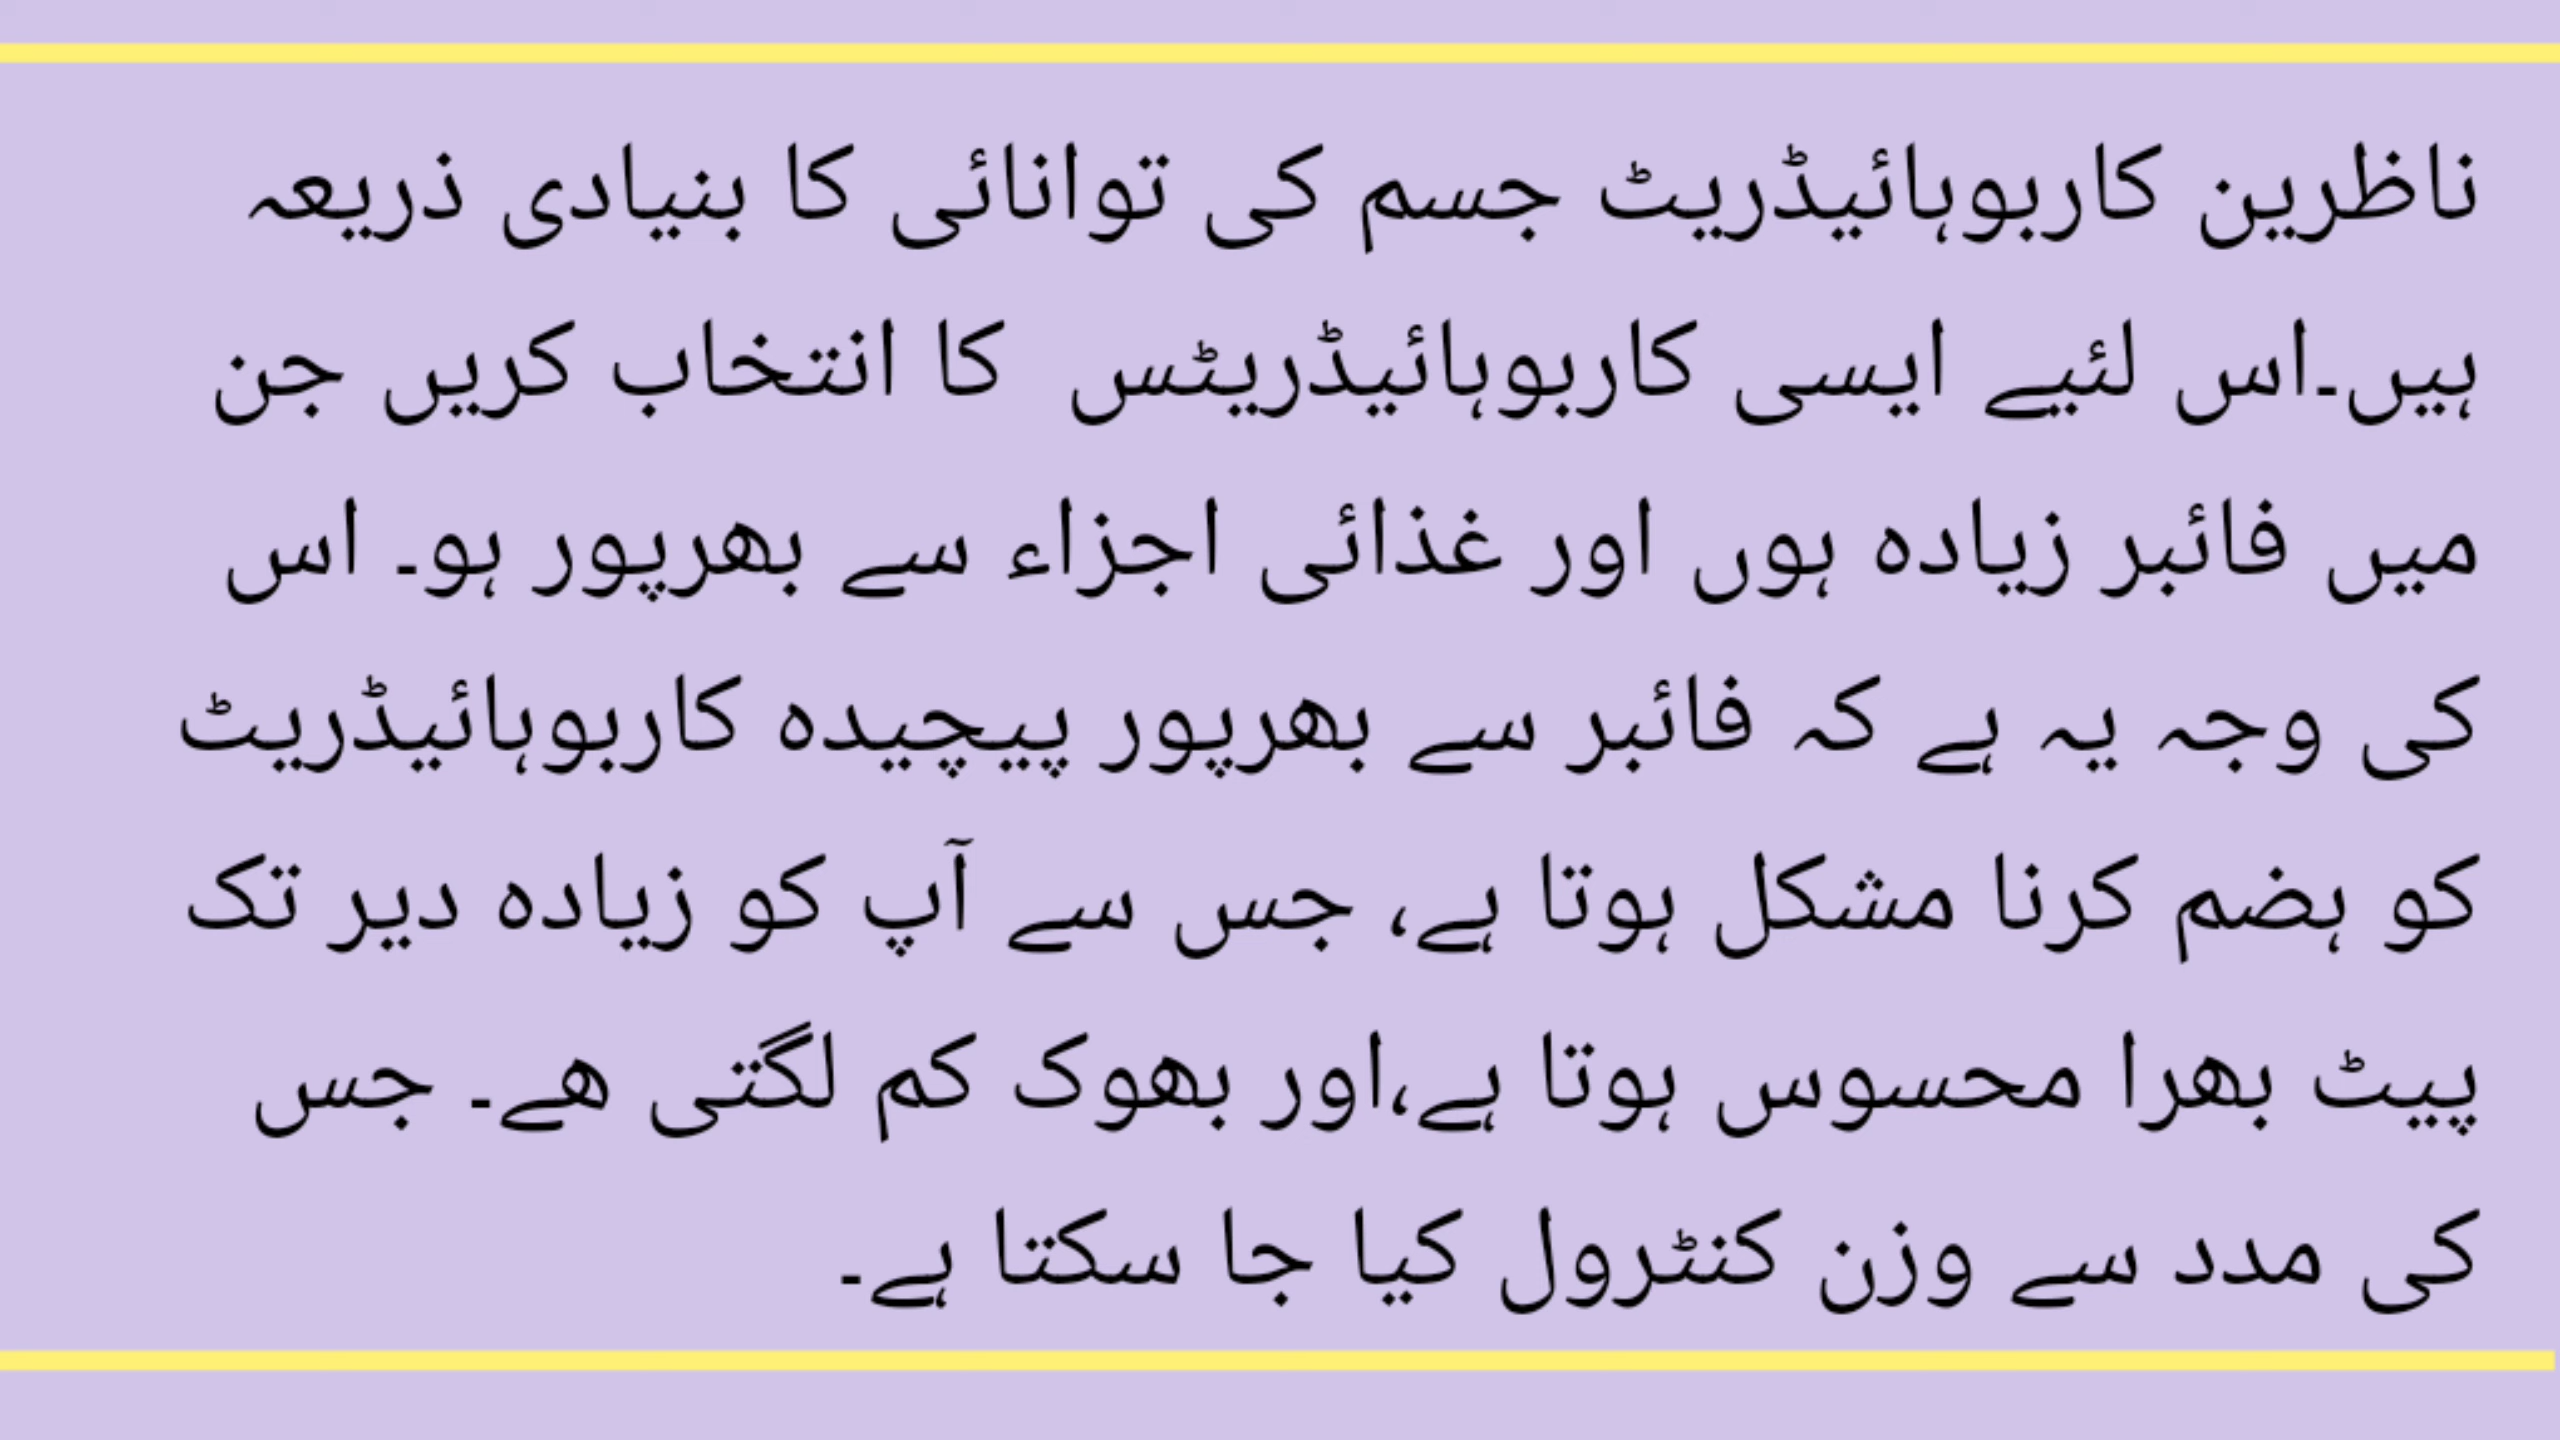 ناظرین کاربوہائیڈریٹ جسم کی توانائی کا بنیادی ذریعہ
ہیں۔اس لئیے ایسی کاربوہائیڈریٹس  کا انتخاب کریں جن
میں فائبر زیادہ ہوں اور غذائی اجزاء سے بھرپور ہو۔ اس
کی وجہ یہ ہے کہ فائبر سے بھرپور پیچیدہ کاربوہائیڈریٹ
کو ہضم کرنا مشکل ہوتا ہے، جس سے آپ کو زیادہ دیر تک
پیٹ بھرا محسوس ہوتا ہے،اور بھوک کم لگتی ھے۔ جس
کی مدد سے وزن کنٹرول کیا جا سکتا ہے۔